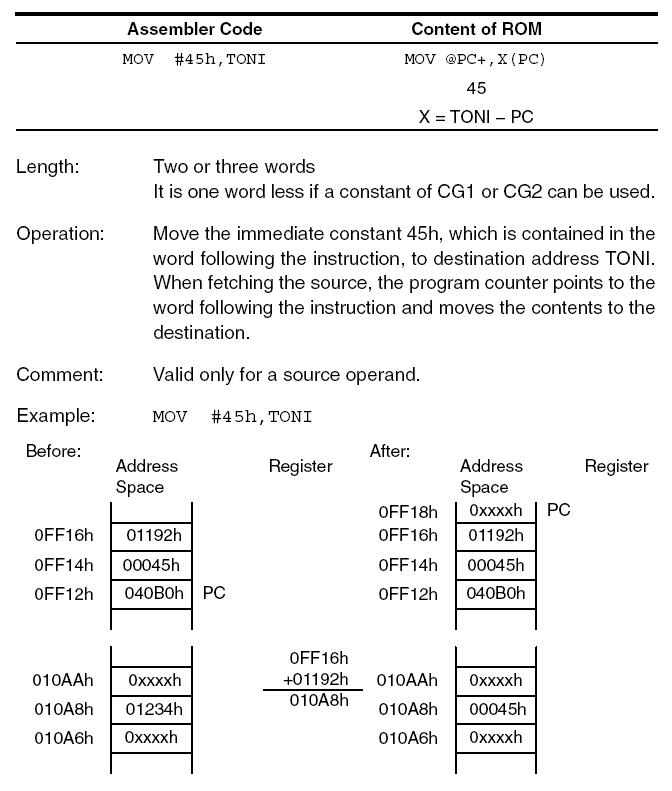 Assembler Code Content of ROM
MOV #45h,TONI MOV @PC+,X(PC)
45
X = TONI – PC
Length: Two or three words
It is one word less if a constant of CG1 or CG2 can be used.
Operation: Move the immediate constant 45h, which is contained in the
word following the instruction, to destination address TONI.
When fetching the source, the program counter points to the
word following the instruction and moves the contents to the
destination.
Comment: Valid only for a source operand.
Example: MOV #45h,TONI
Before: After:
Address Register Address Register
Space Space
0FF18h 0xxxxh PC
0FF16h 01192h 0FF16h 01192h
0FF14h 00045h 0FF14h 00045h
0FF12h 040B0h PC 0FF12h 040B0h
0FF16h
010AAh 0xxxxh +01192h 010AAh 0xxxxh
010A8h 01234h 010A8h 010A8h 00045h
010A6h 0xxxxh 010A6h 0xxxxh